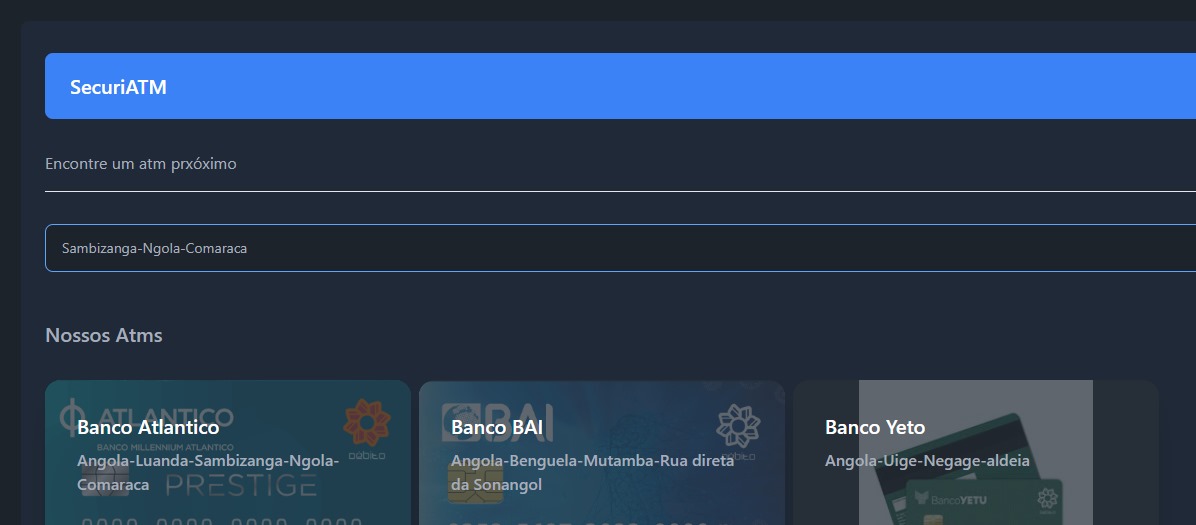 SecuriATM
Encontre um atm prxóximo
Sambizanga-Ngola-Comaraca
Nossos Atms
ATLANTICO
Banco Atlantico
BANCO MILLENNIUM ATLANTICO
Angola-Luanda-Sambizanga-Ngola-
Comaraca
PRESTIGE
BAI
Banco BAI
Angola-Benguela-Mutamba-Rua direta
da Sonangol
Banco Yeto
Angola-Uige-Negage-aldeia
BancoYETU